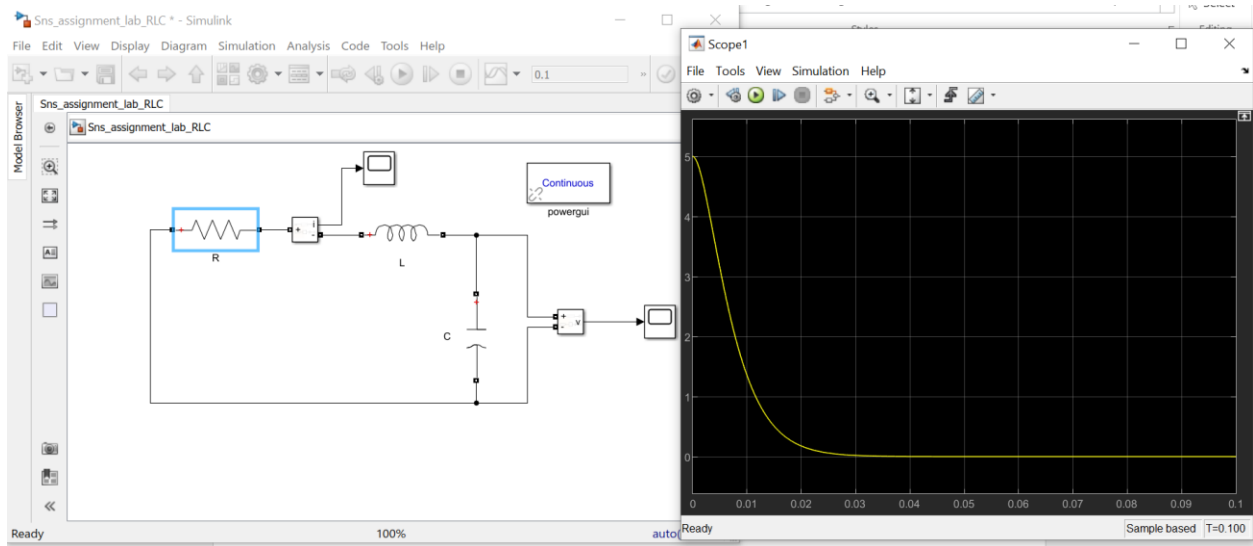 Sns_assignment_lab_RLC * - Simulink
File Edit View Display Diagram Simulation Analysis Code Tools Help
0.1
»
Sns_assignment_lab_RLC
Sns_assignment_lab_RLC
Model Browser
Continuous
powergui
+
i
-
+
+
R
L
+
C
+
v
-
Ready
100%
auto(
Select
Scope1
File Tools View Simulation Help
5
4
3
2
1
0
0 0.01 0.02 0.03 0.04 0.05 0.06 0.07 0.08 0.09 0.1
Ready
Sample based T=0.100